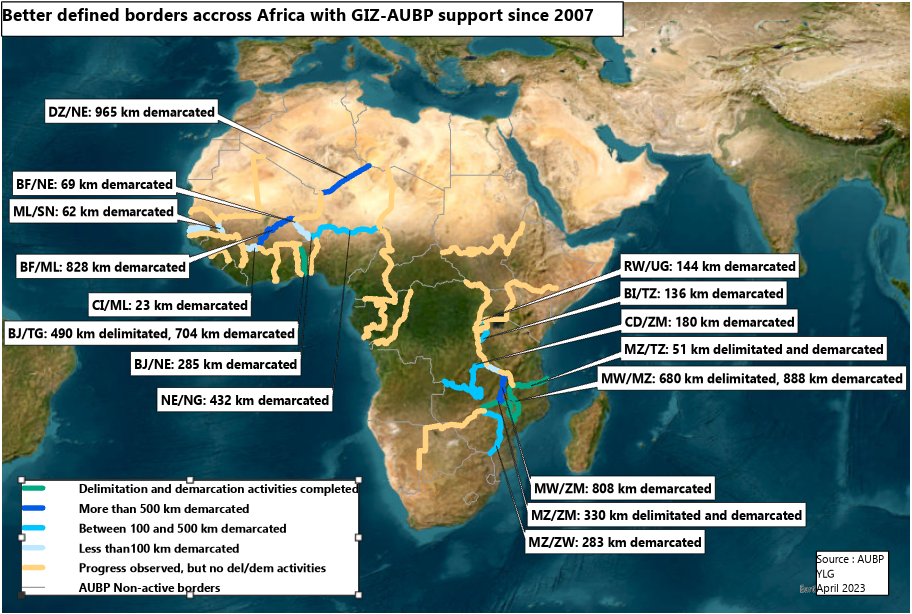 Better defined borders accross Africa with GIZ-AUBP support since 2007
DZ/NE: 965 km demarcated
BF/NE: 69 km demarcated
ML/SN: 62 km demarcated
BF/ML: 828 km demarcated
CI/ML: 23 km demarcated
BJ/TG: 490 km delimitated, 704 km demarcated
BJ/NE: 285 km demarcated
NE/NG: 432 km demarcated
RW/UG: 144 km demarcated
BI/TZ: 136 km demarcated
CD/ZM: 180 km demarcated
MZ/TZ: 51 km delimitated and demarcated
MW/MZ: 680 km delimitated, 888 km demarcated
MW/ZM: 808 km demarcated
MZ/ZM: 330 km delimitated and demarcated
MZ/ZW: 283 km demarcated
Delimitation and demarcation activities completed
More than 500 km demarcated
Between 100 and 500 km demarcated
Less than100 km demarcated
Progress observed, but no del/dem activities
AUBP Non-active borders
Source : AUBP
YLG
April 2023